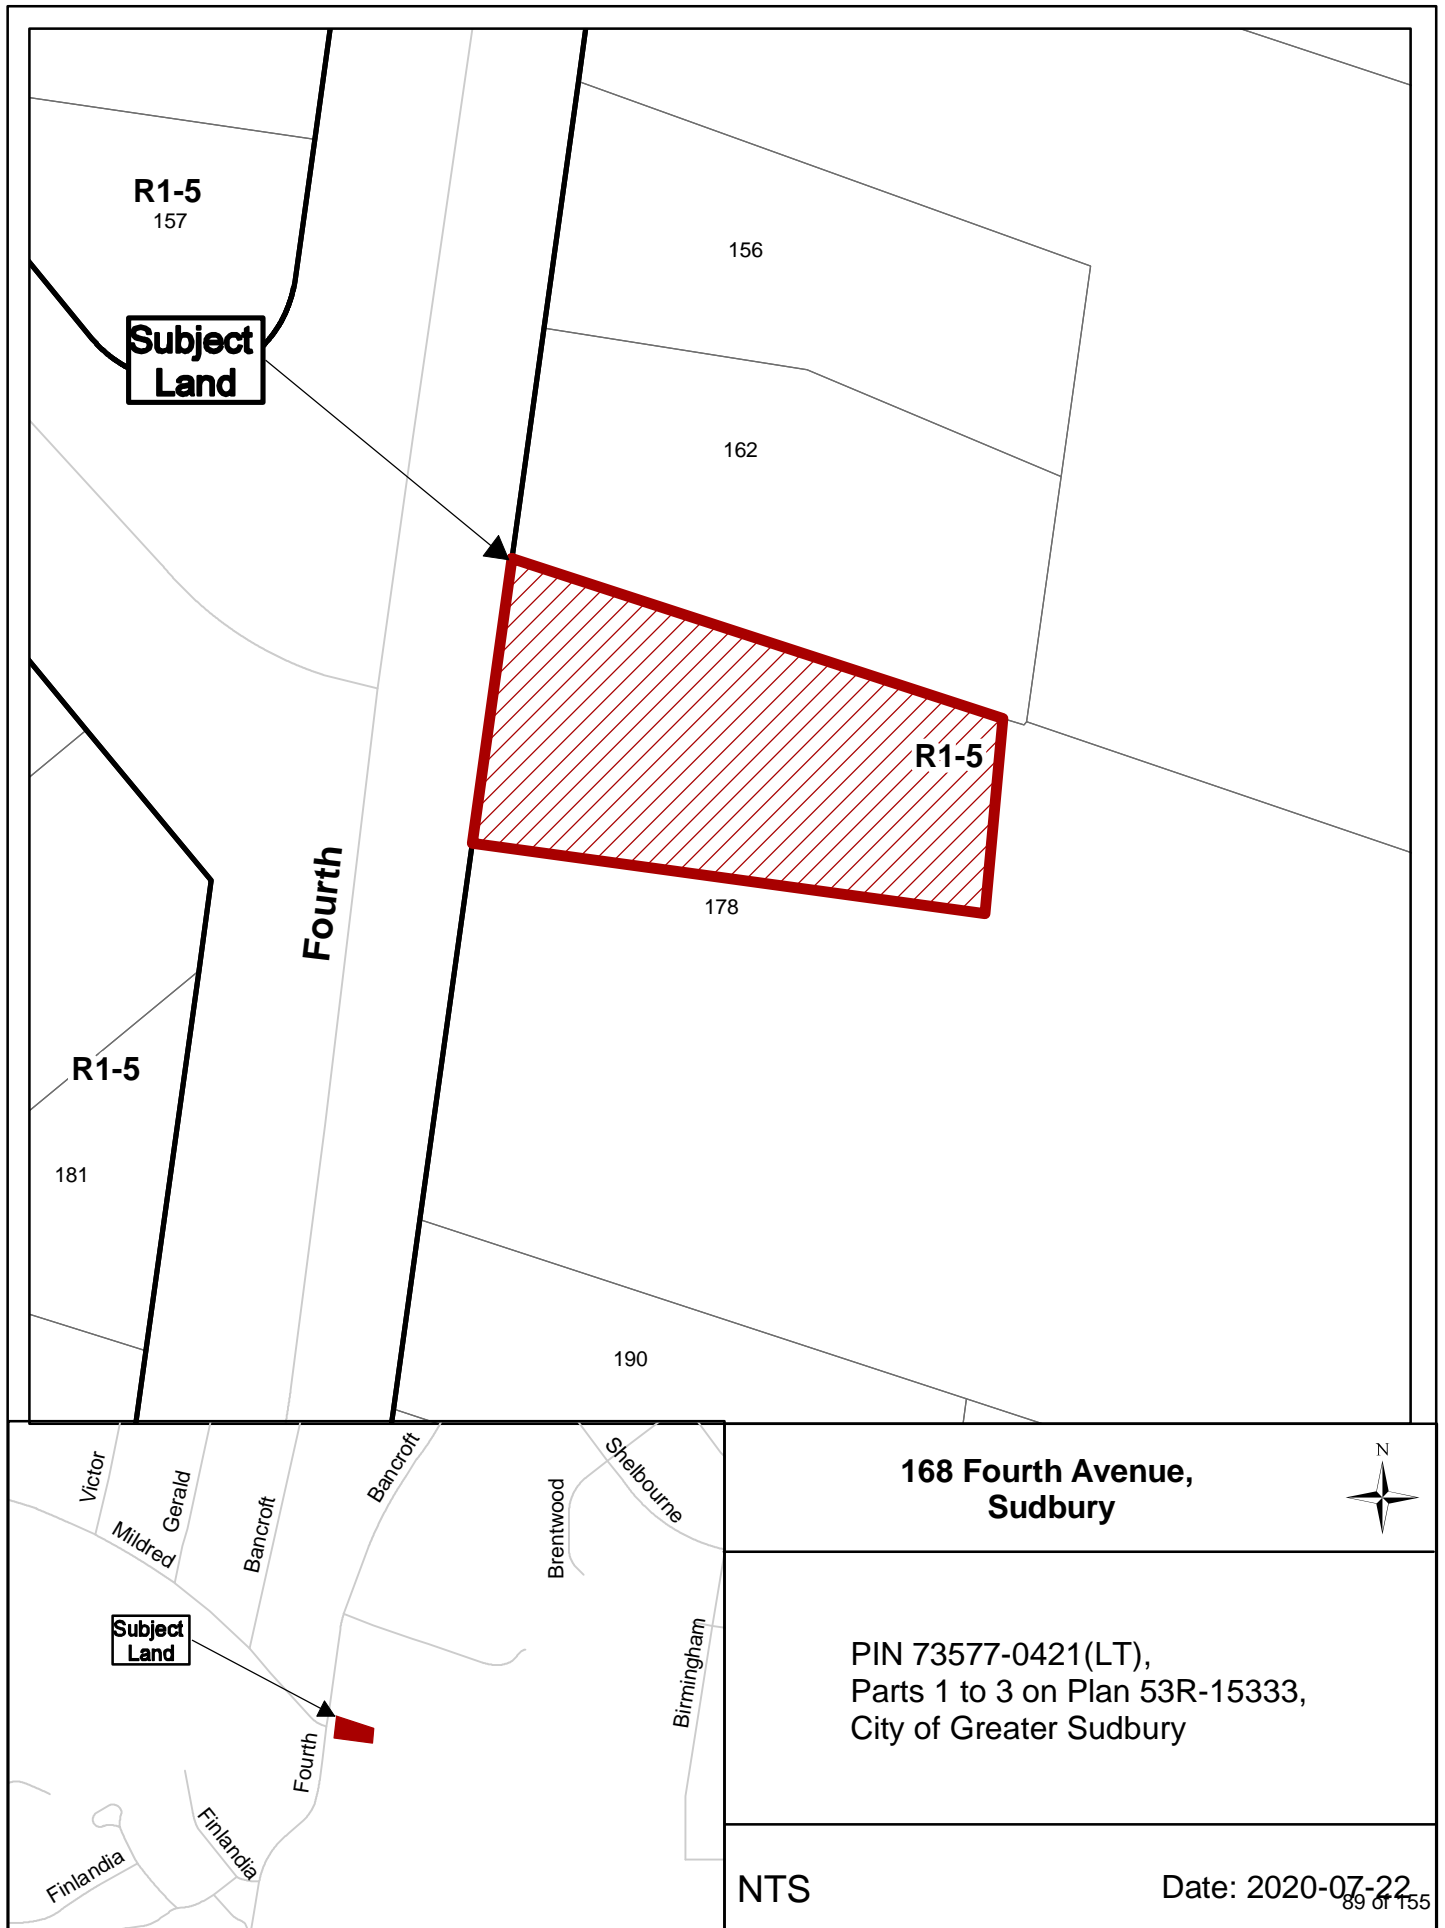 R1-5
157
Subject
Land
156
162
R1-5
Fourth
178
R1-5
181
190
Victor
Gerald
Mildred
Bancroft
Bancroft
Shelbourne
Brentwood
Birmingham
Subject
Land
Fourth
Finlandia
Finlandia
168 Fourth Avenue,
Sudbury
N
PIN 73577-0421(LT),
Parts 1 to 3 on Plan 53R-15333,
City of Greater Sudbury
NTS
Date: 2020-07-22
89 of 155